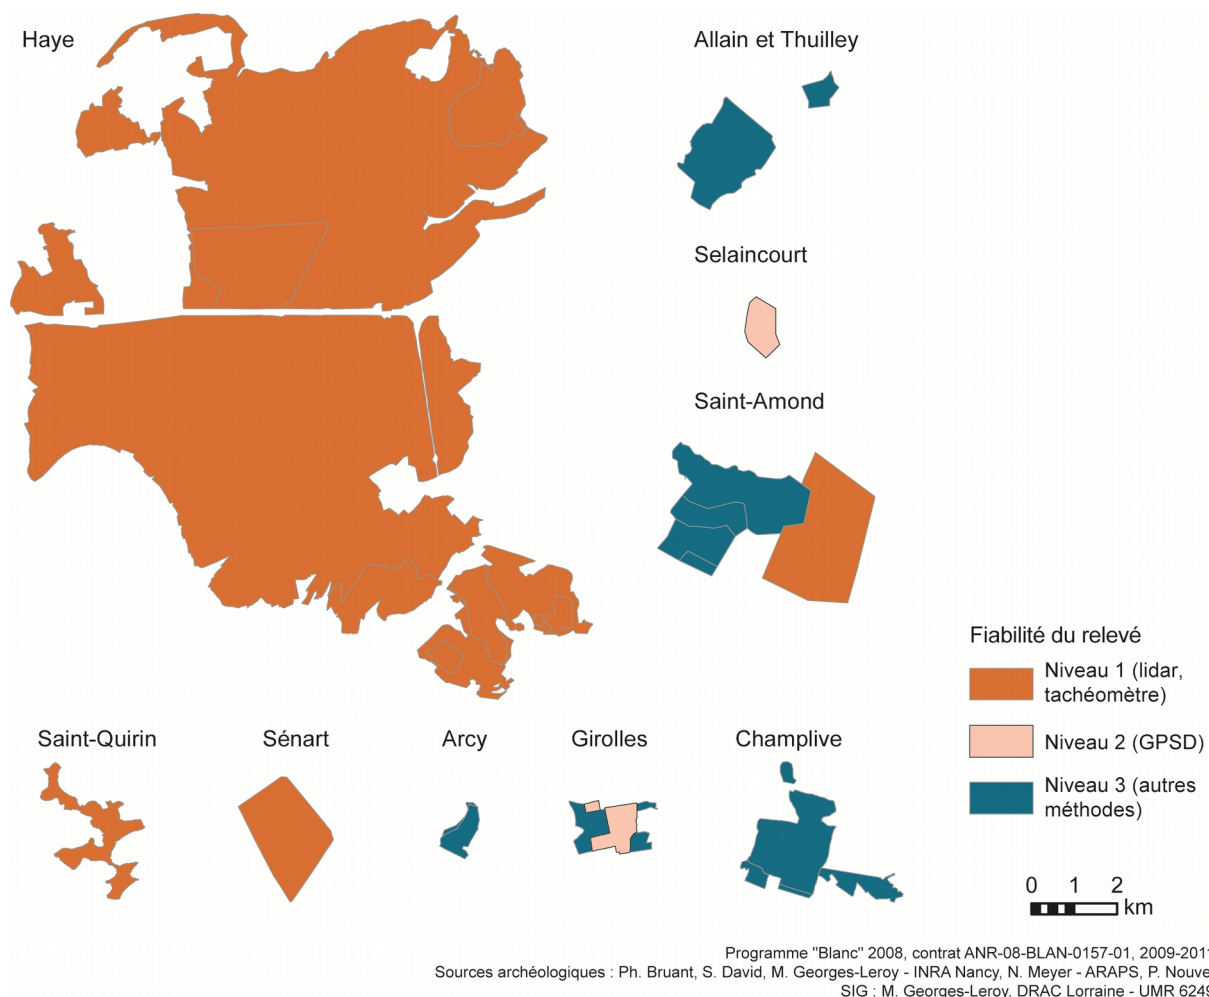 Haye
Allain et Thuilley
Selaincourt
Saint-Amond
Fiabilité du relevé
Niveau 1 (lidar,
tachéomètre)
Niveau 2 (GPSD)
Niveau 3 (autres
méthodes)
Saint-Quirin
Sénart
Arcy
Girolles
Champlive
0 1 2
km
Programme "Blanc" 2008, contrat ANR-08-BLAN-0157-01, 2009-2011
Sources archéologiques : Ph. Bruant, S. David, M. Georges-Leroy - INRA Nancy, N. Meyer - ARAPS, P. Nouve
SIG : M. Georges-Leroy, DRAC Lorraine - UMR 6249